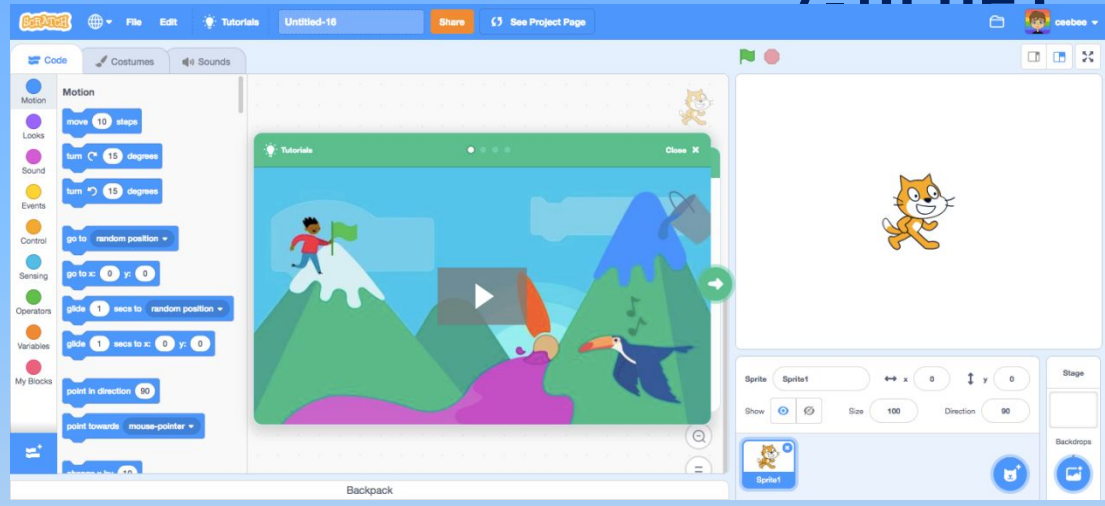 SCRATCH File Edit Tutorials Untitled-16 Share See Project Page ceebee
Code Costumes Sounds
Motion
Looks
Sound
Events
Control
Sensing
Operators
Variables
My Blocks
Motion
move 10 steps
turn 15 degrees
turn 15 degrees
go to random position
go to x: 0 y: 0
glide 1 secs to random position
glide 1 secs to x: 0 y: 0
point in direction 90
point towards mouse-pointer
change x by 10
Tutorials Close X
Backpack
Sprite Sprite1 x 0 y 0
Show Size 100 Direction 90
Sprite1
Stage
Backdrops